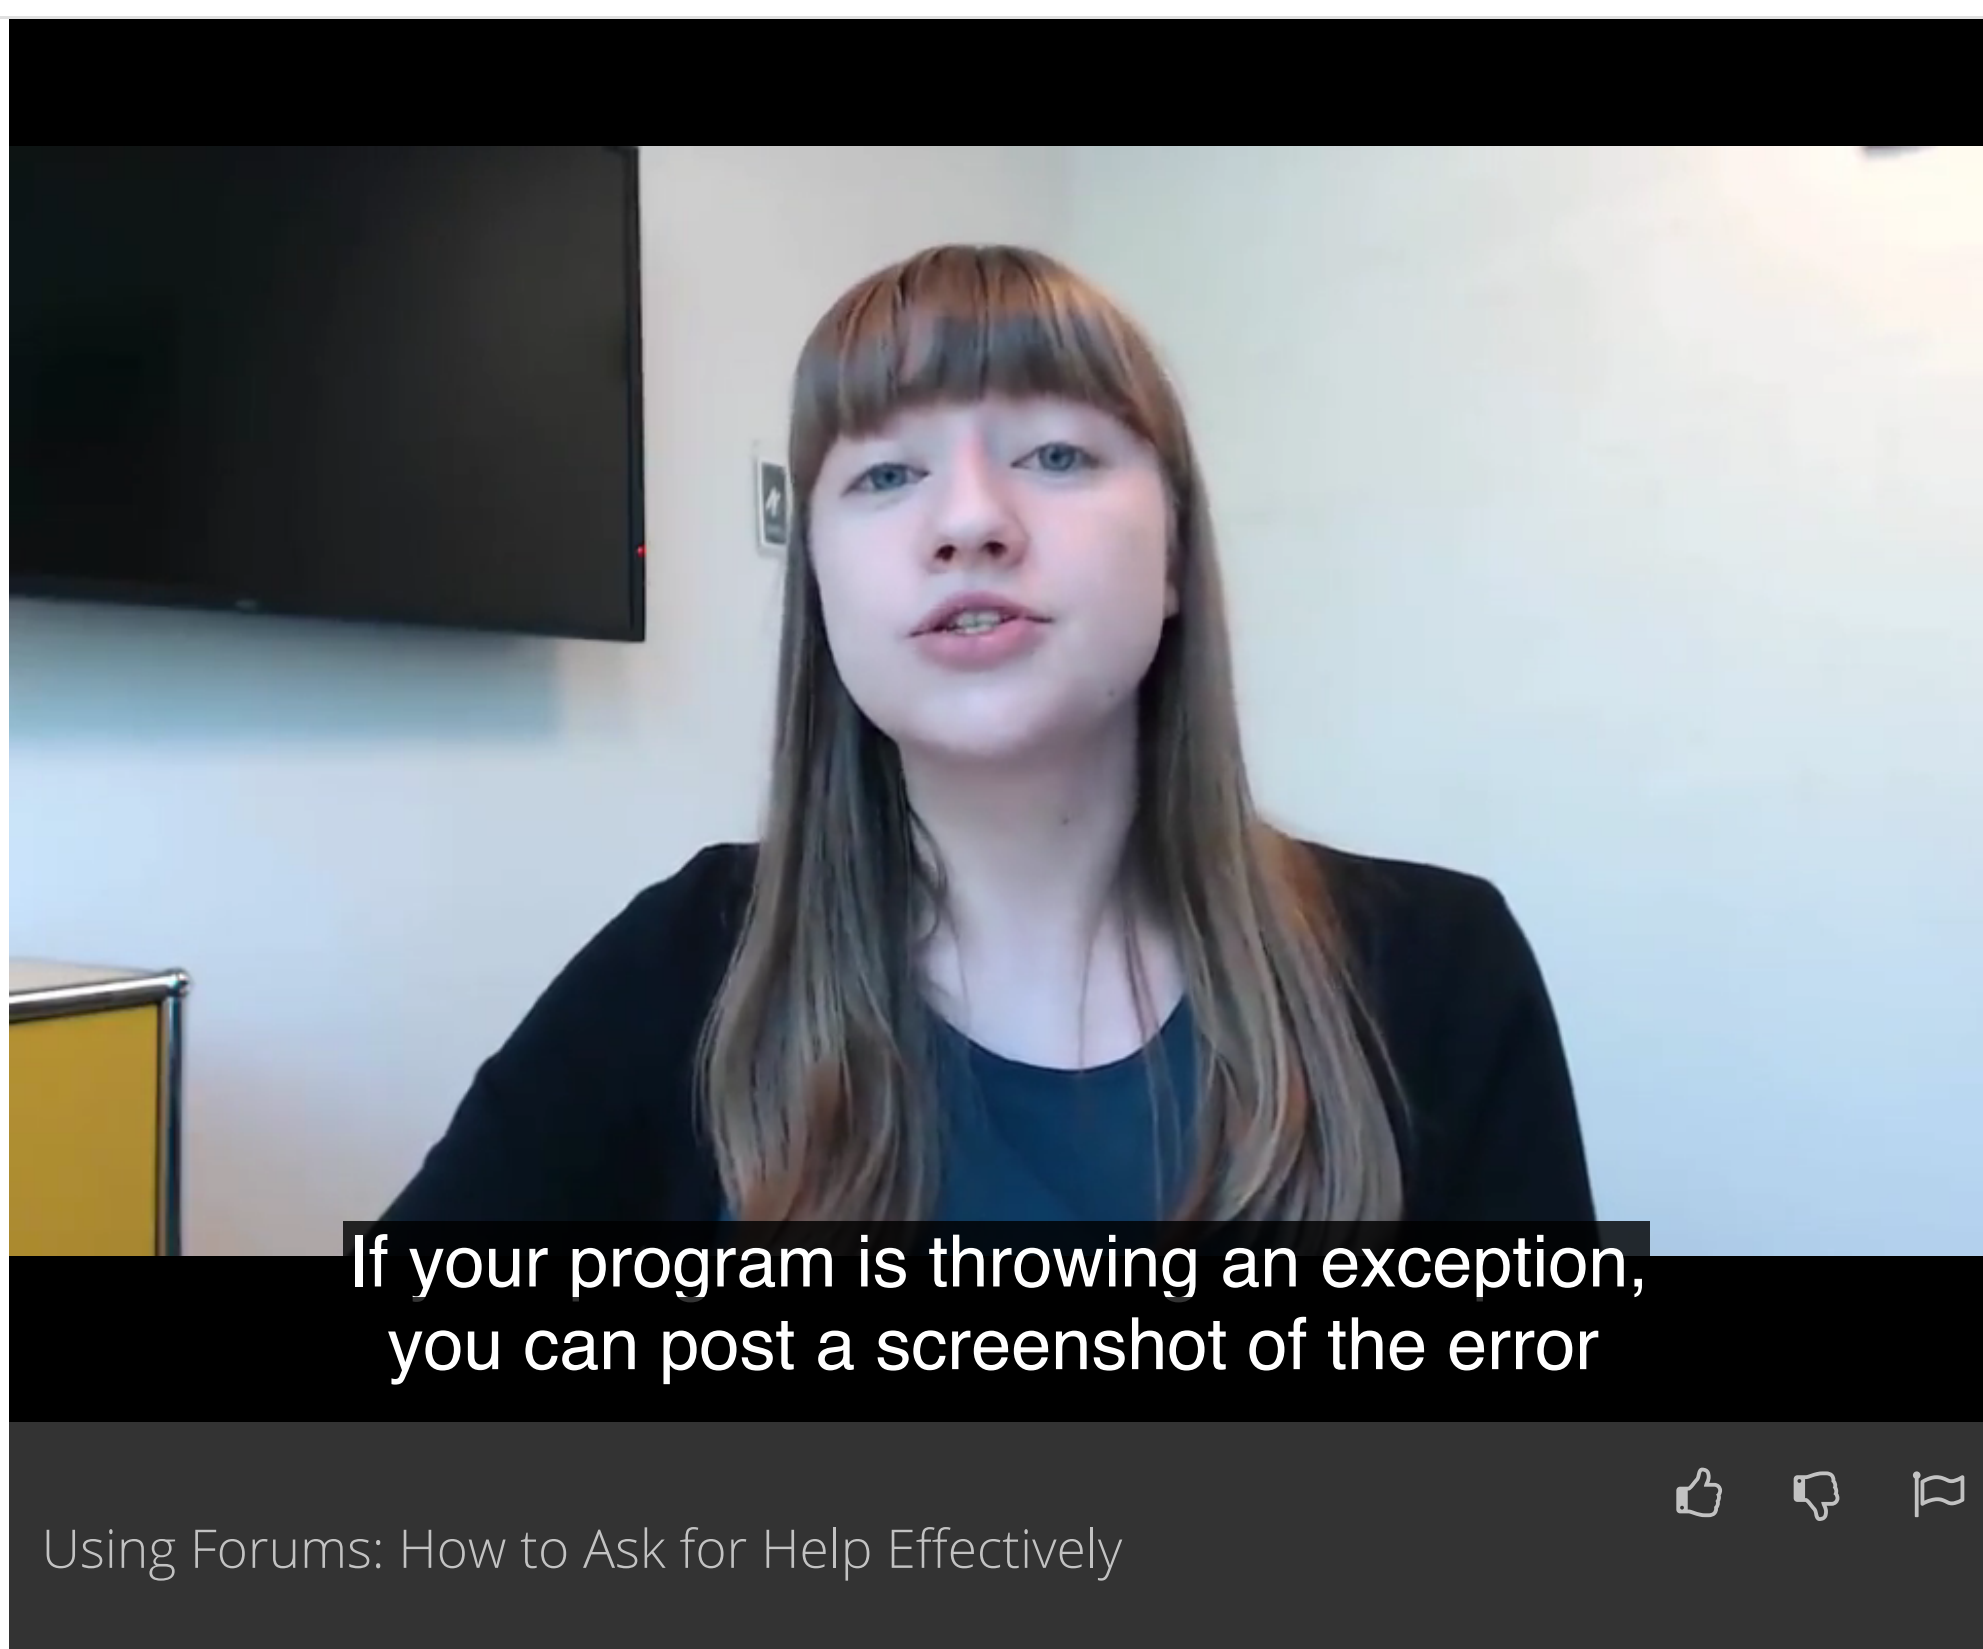 If your program is throwing an exception,
you can post a screenshot of the error
Using Forums: How to Ask for Help Effectively